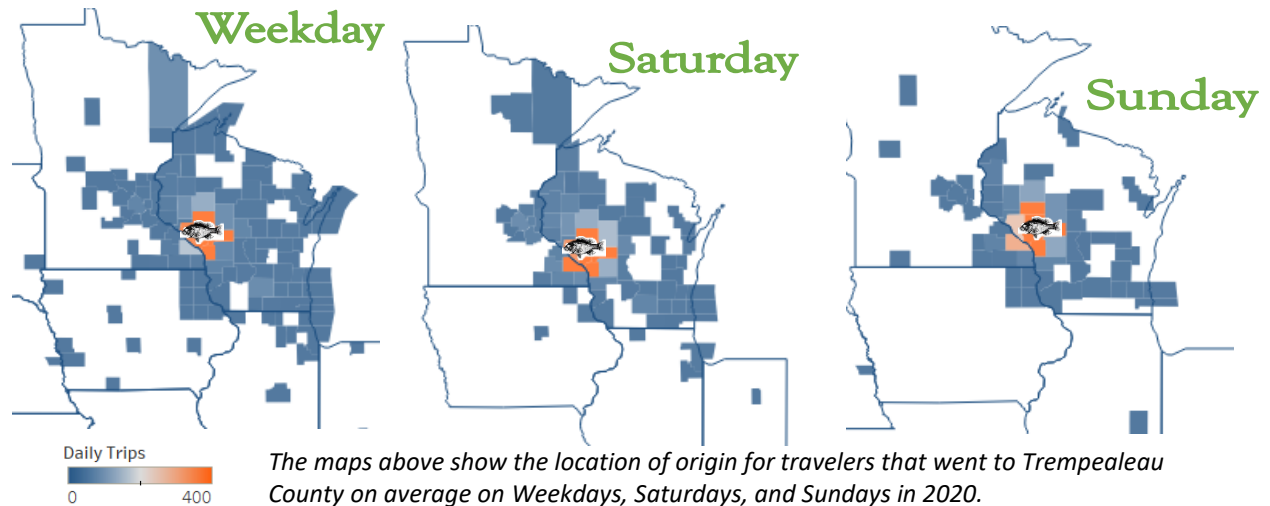 Weekday
Saturday
Sunday
Daily Trips
0
400
The maps above show the location of origin for travelers that went to Trempealeau
County on average on Weekdays, Saturdays, and Sundays in 2020.